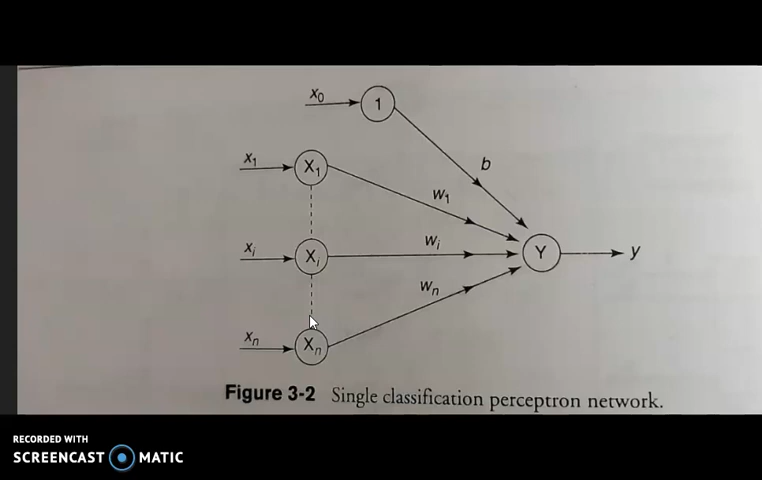 x0
1
b
x1
X1
w1
xi
Xi
wi
Y
y
wn
xn
Xn
Figure 3-2 Single classification perceptron network.
RECORDED WITH
SCREENCAST MATIC